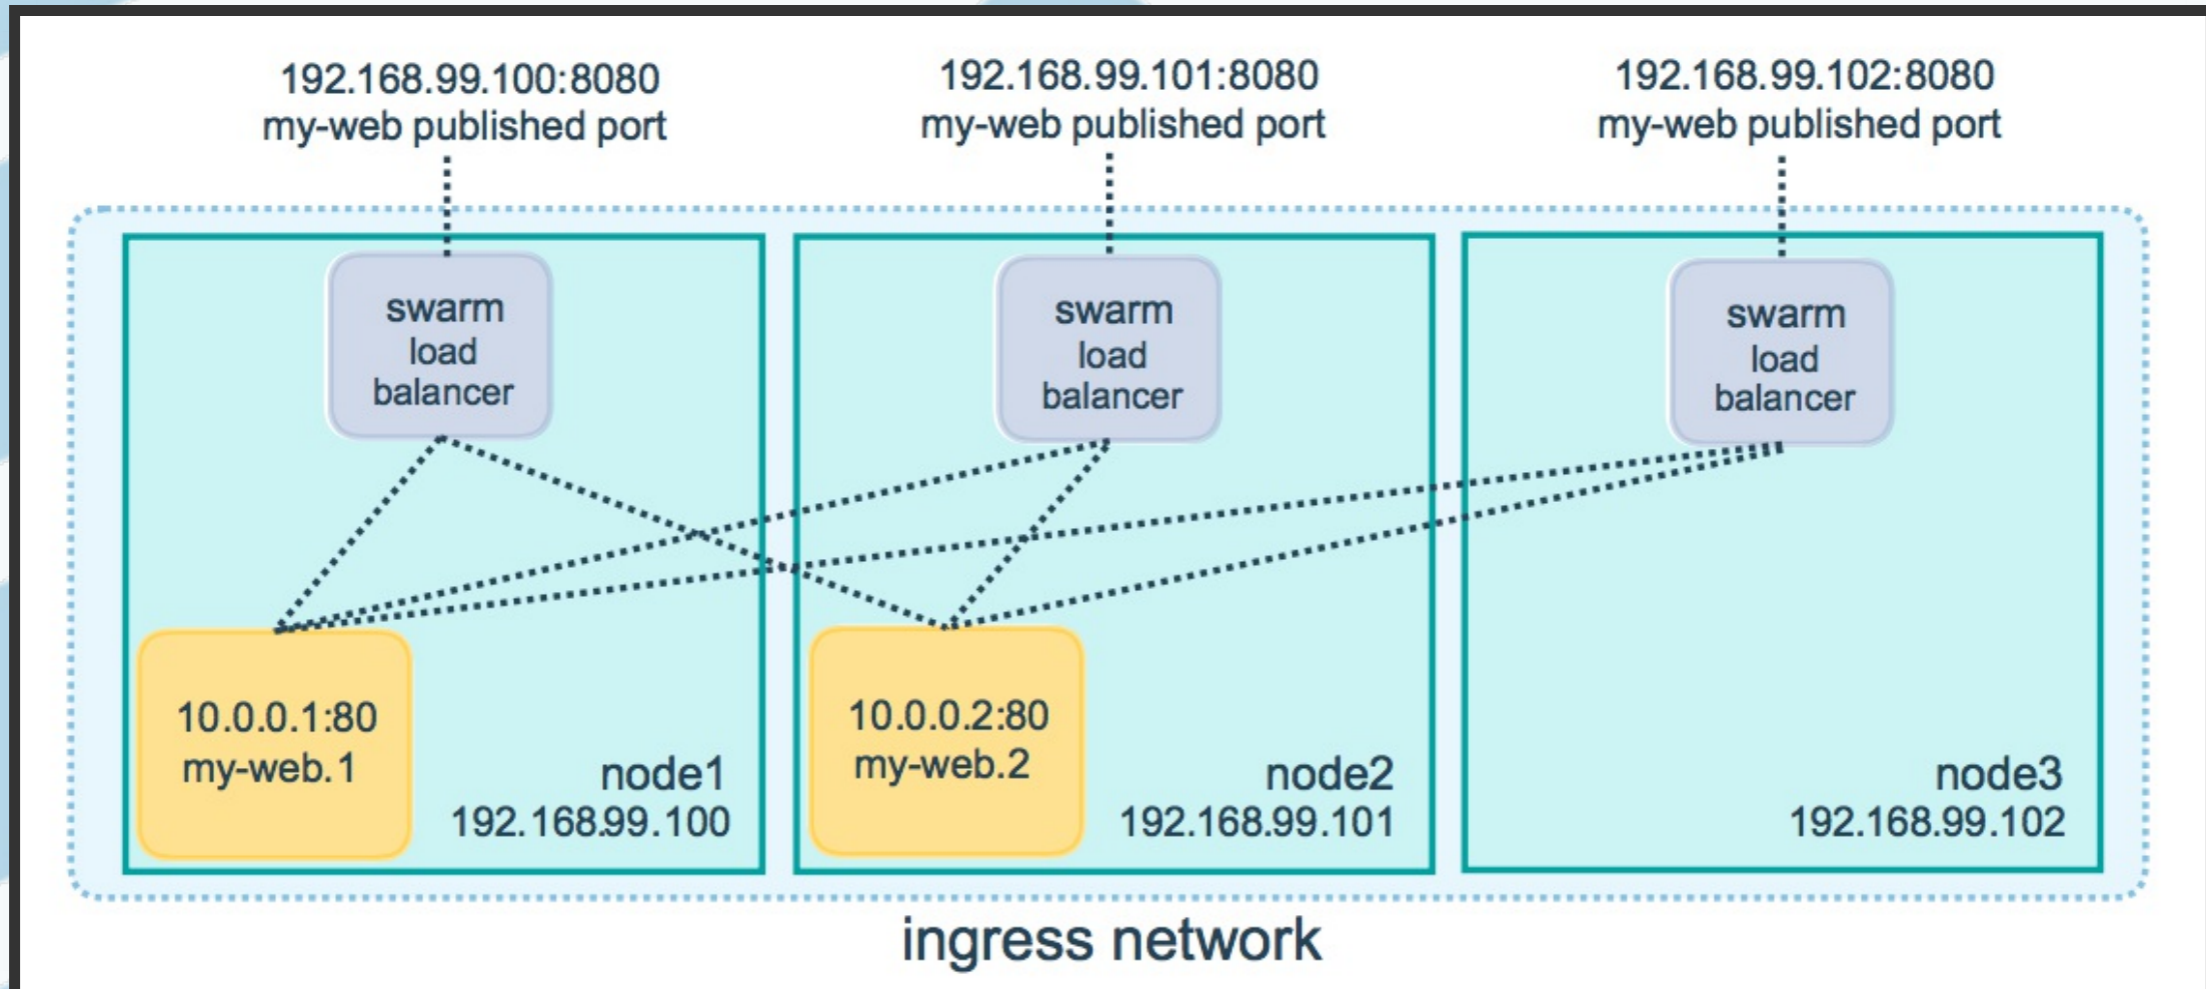 192.168.99.100:8080
my-web published port
192.168.99.101:8080
my-web published port
192.168.99.102:8080
my-web published port
swarm
load
balancer
swarm
load
balancer
swarm
load
balancer
10.0.0.1:80
my-web.1
node1
192.168.99.100
10.0.0.2:80
my-web.2
node2
192.168.99.101
node3
192.168.99.102
ingress network